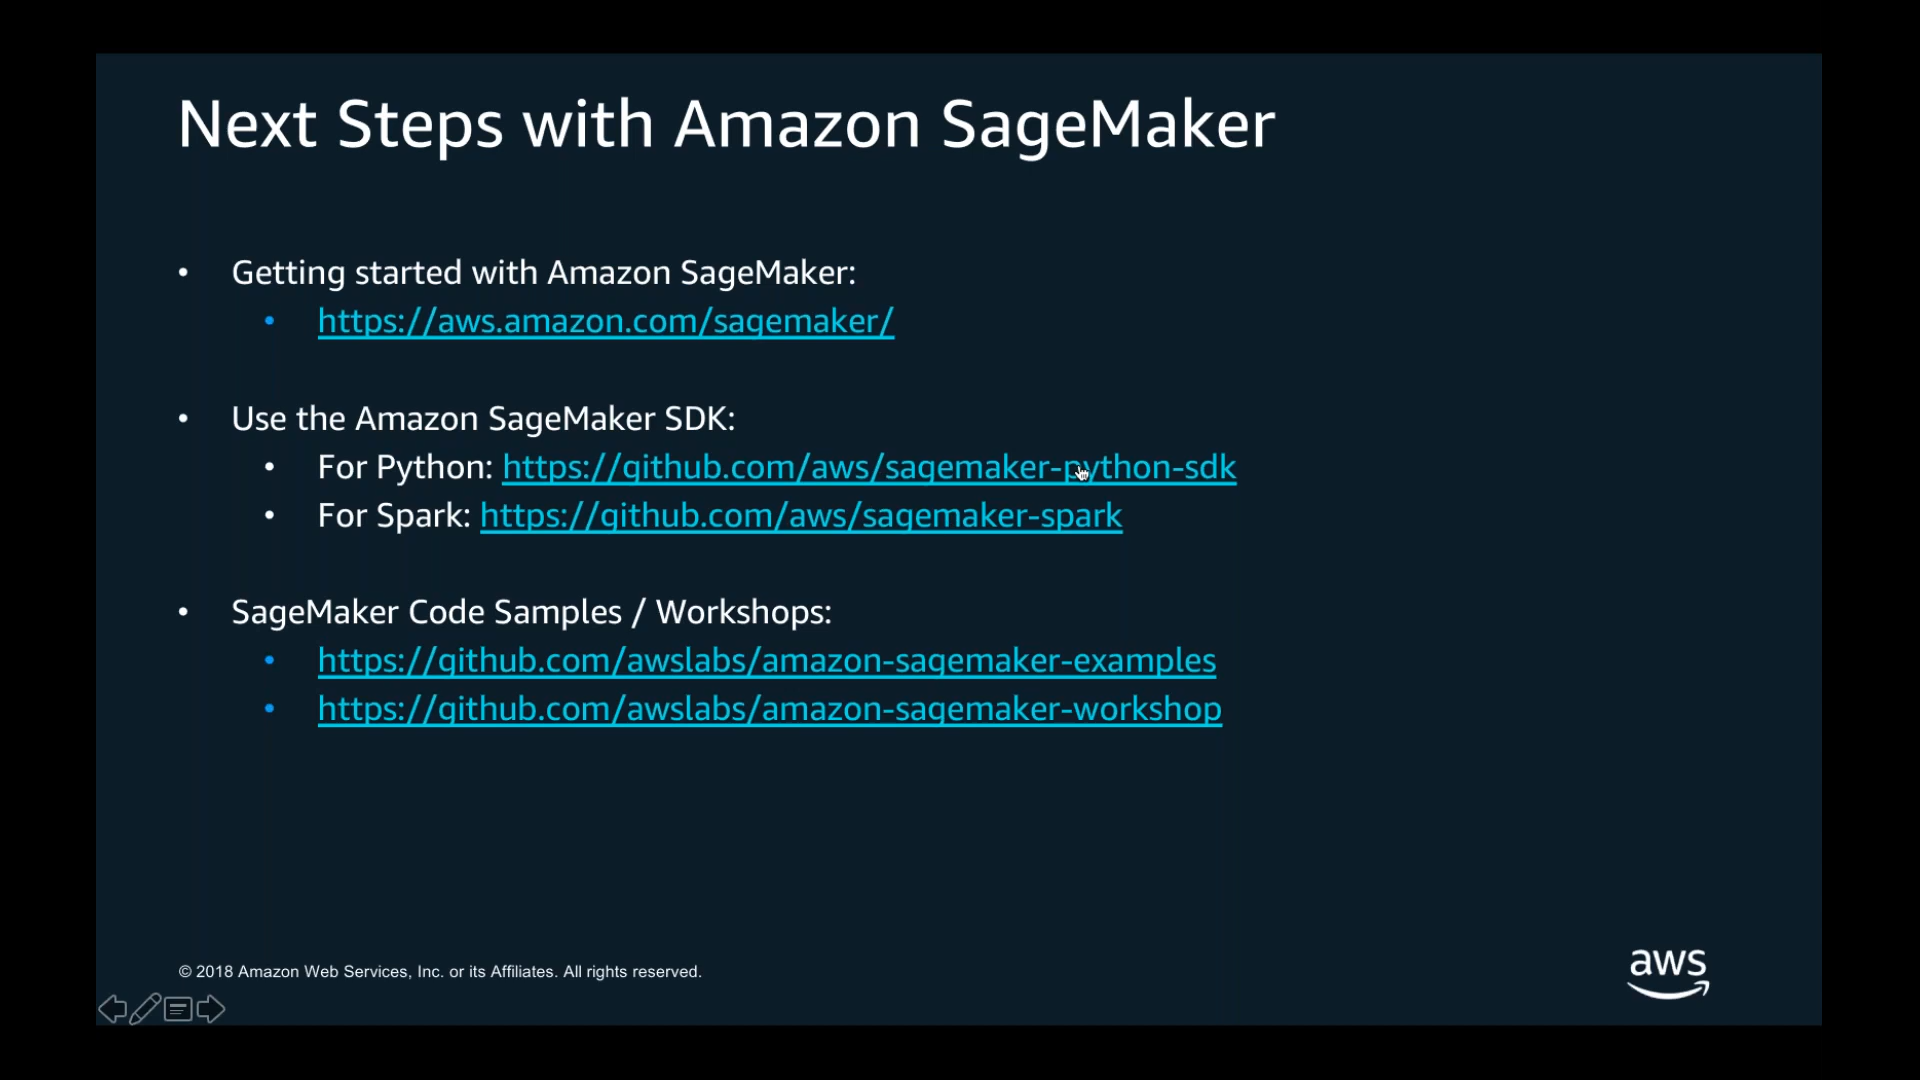 Next Steps with Amazon SageMaker
• Getting started with Amazon SageMaker:
• https://aws.amazon.com/sagemaker/
• Use the Amazon SageMaker SDK:
• For Python: https://github.com/aws/sagemaker-python-sdk
• For Spark: https://github.com/aws/sagemaker-spark
• SageMaker Code Samples / Workshops:
• https://github.com/awslabs/amazon-sagemaker-examples
• https://github.com/awslabs/amazon-sagemaker-workshop
© 2018 Amazon Web Services, Inc. or its Affiliates. All rights reserved.
aws